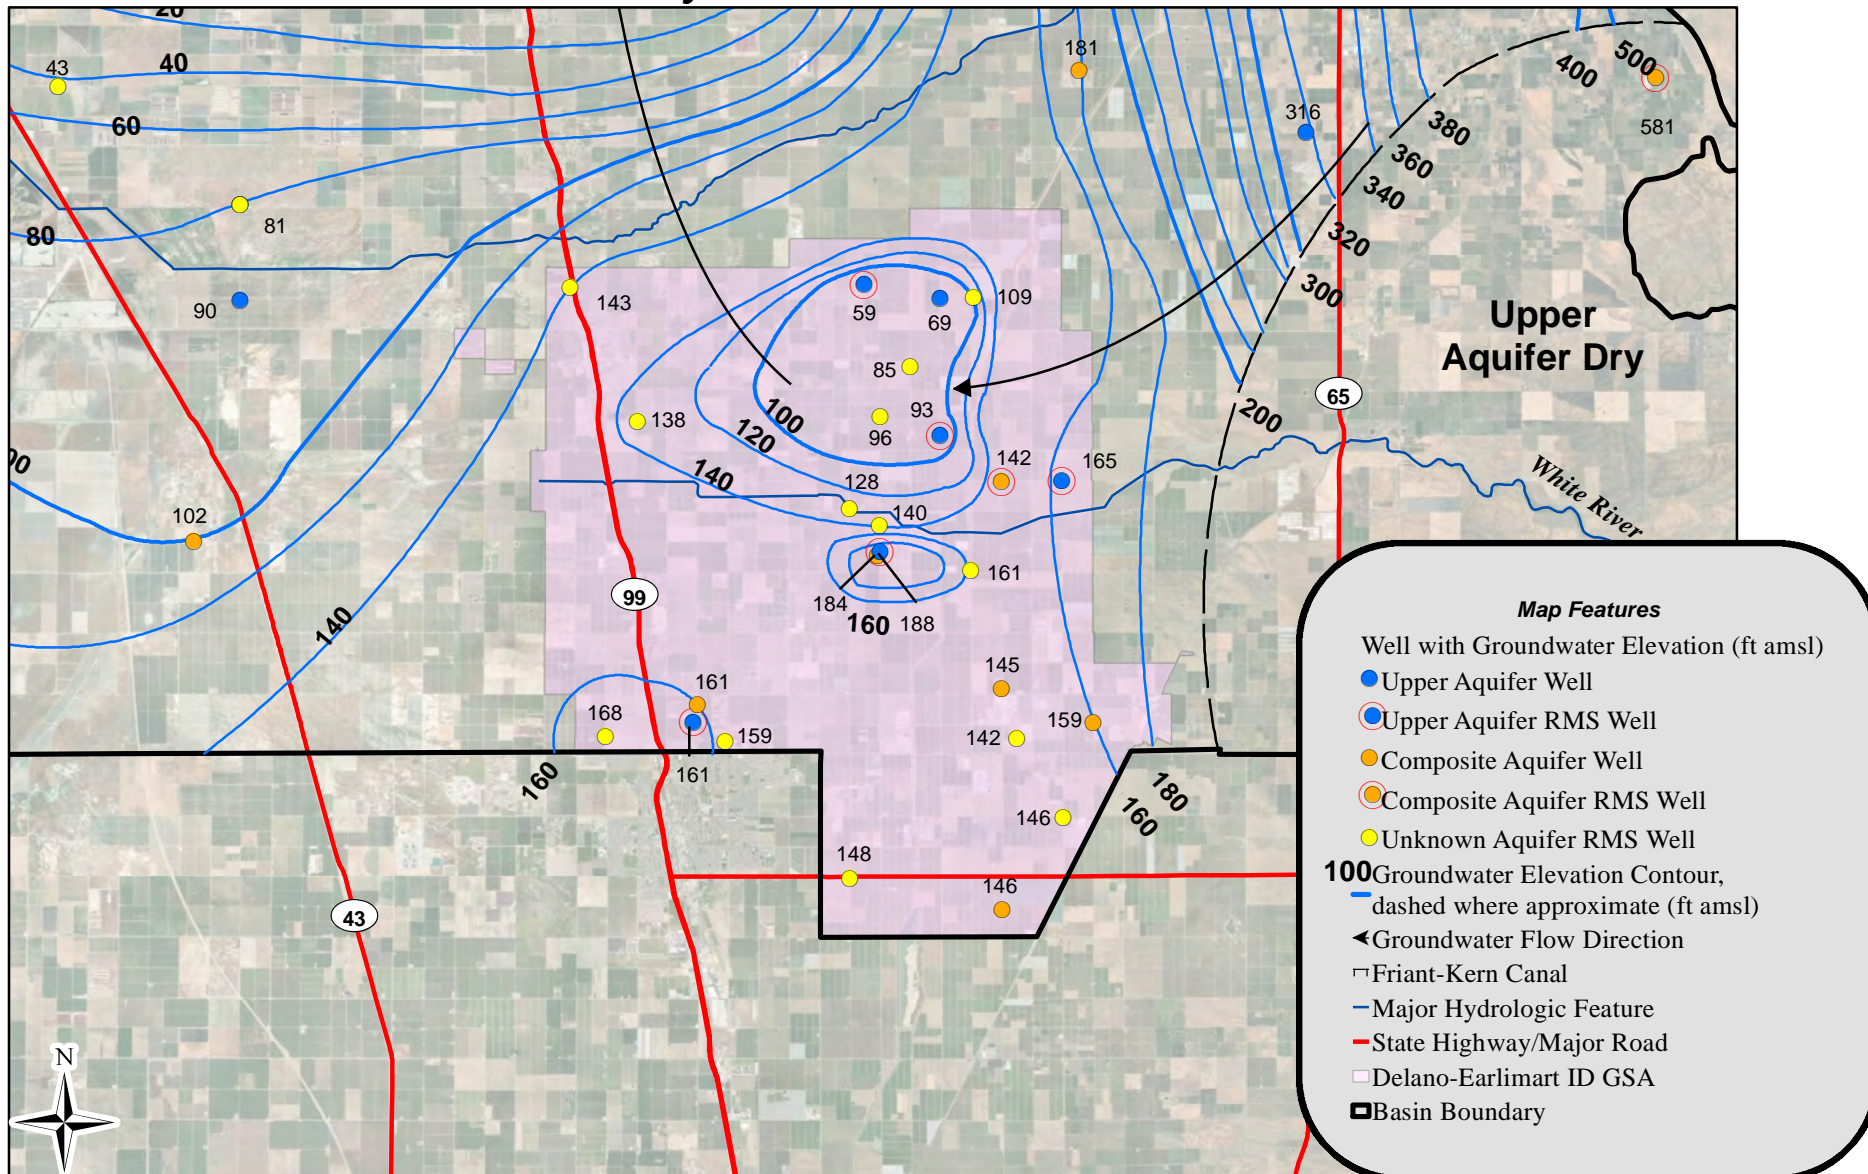 20
40
43
60
80
81
90
102
140
143
138
181
316
400
500
581
380
360
340
320
300
200
Upper
Aquifer Dry
65
White River
59
69
109
85
93
96
100
120
140
142
165
128
140
161
184
188
160
99
145
142
159
161
168
159
161
160
180
160
146
148
146
43
N
Map Features
Well with Groundwater Elevation (ft amsl)
Upper Aquifer Well
Upper Aquifer RMS Well
Composite Aquifer Well
Composite Aquifer RMS Well
Unknown Aquifer RMS Well
100 Groundwater Elevation Contour,
dashed where approximate (ft amsl)
Groundwater Flow Direction
Friant-Kern Canal
Major Hydrologic Feature
State Highway/Major Road
Delano-Earlimart ID GSA
Basin Boundary